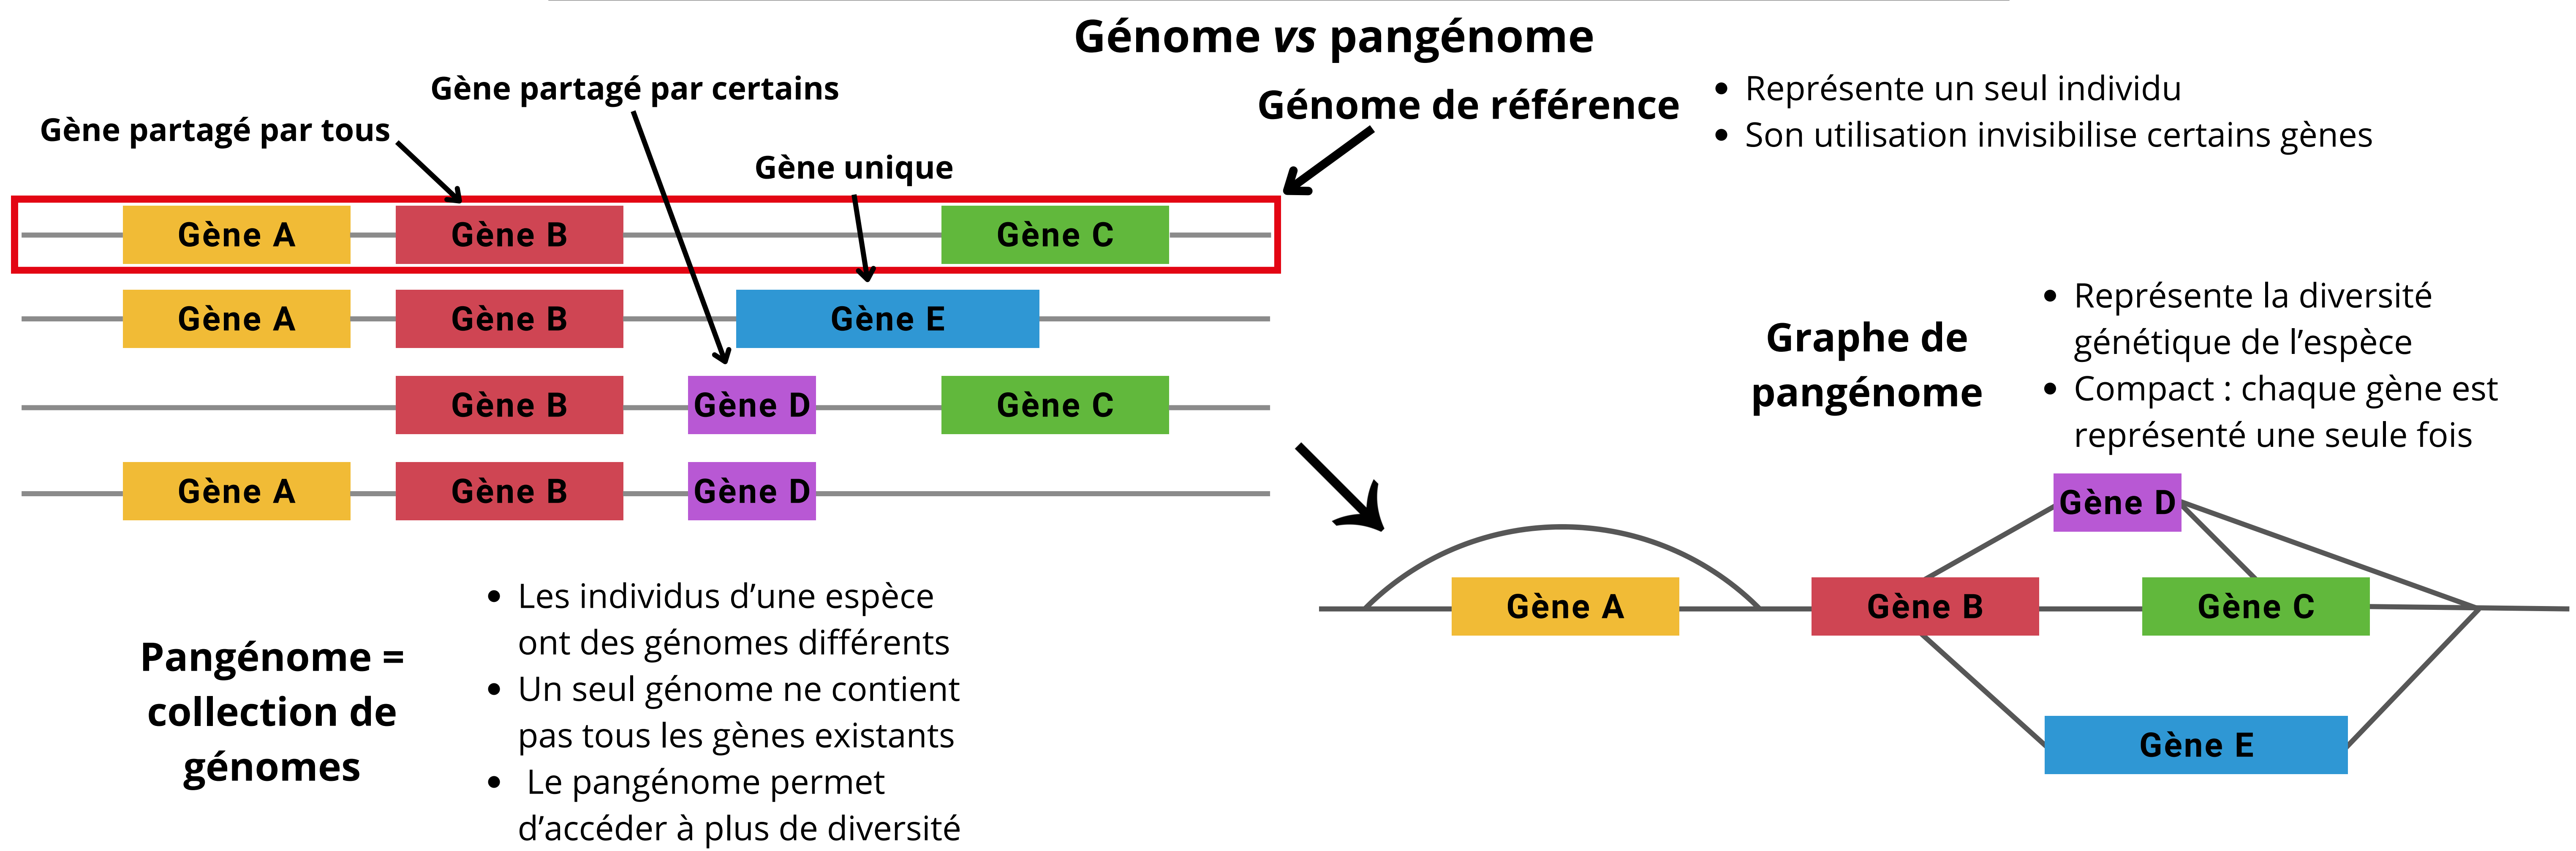 Génome vs pangénome
Gène partagé par tous
Gène partagé par certains
Gène unique
Génome de référence
• Représente un seul individu
• Son utilisation invisibilise certains gènes
Gène A
Gène B
Gène C
Gène A
Gène B
Gène E
Gène B
Gène D
Gène C
Gène A
Gène B
Gène D
Pangénome =
collection de
génomes
• Les individus d’une espèce
ont des génomes différents
• Un seul génome ne contient
pas tous les gènes existants
• Le pangénome permet
d’accéder à plus de diversité
Graphe de
pangénome
• Représente la diversité
génétique de l’espèce
• Compact : chaque gène est
représenté une seule fois
Gène D
Gène A
Gène B
Gène C
Gène E